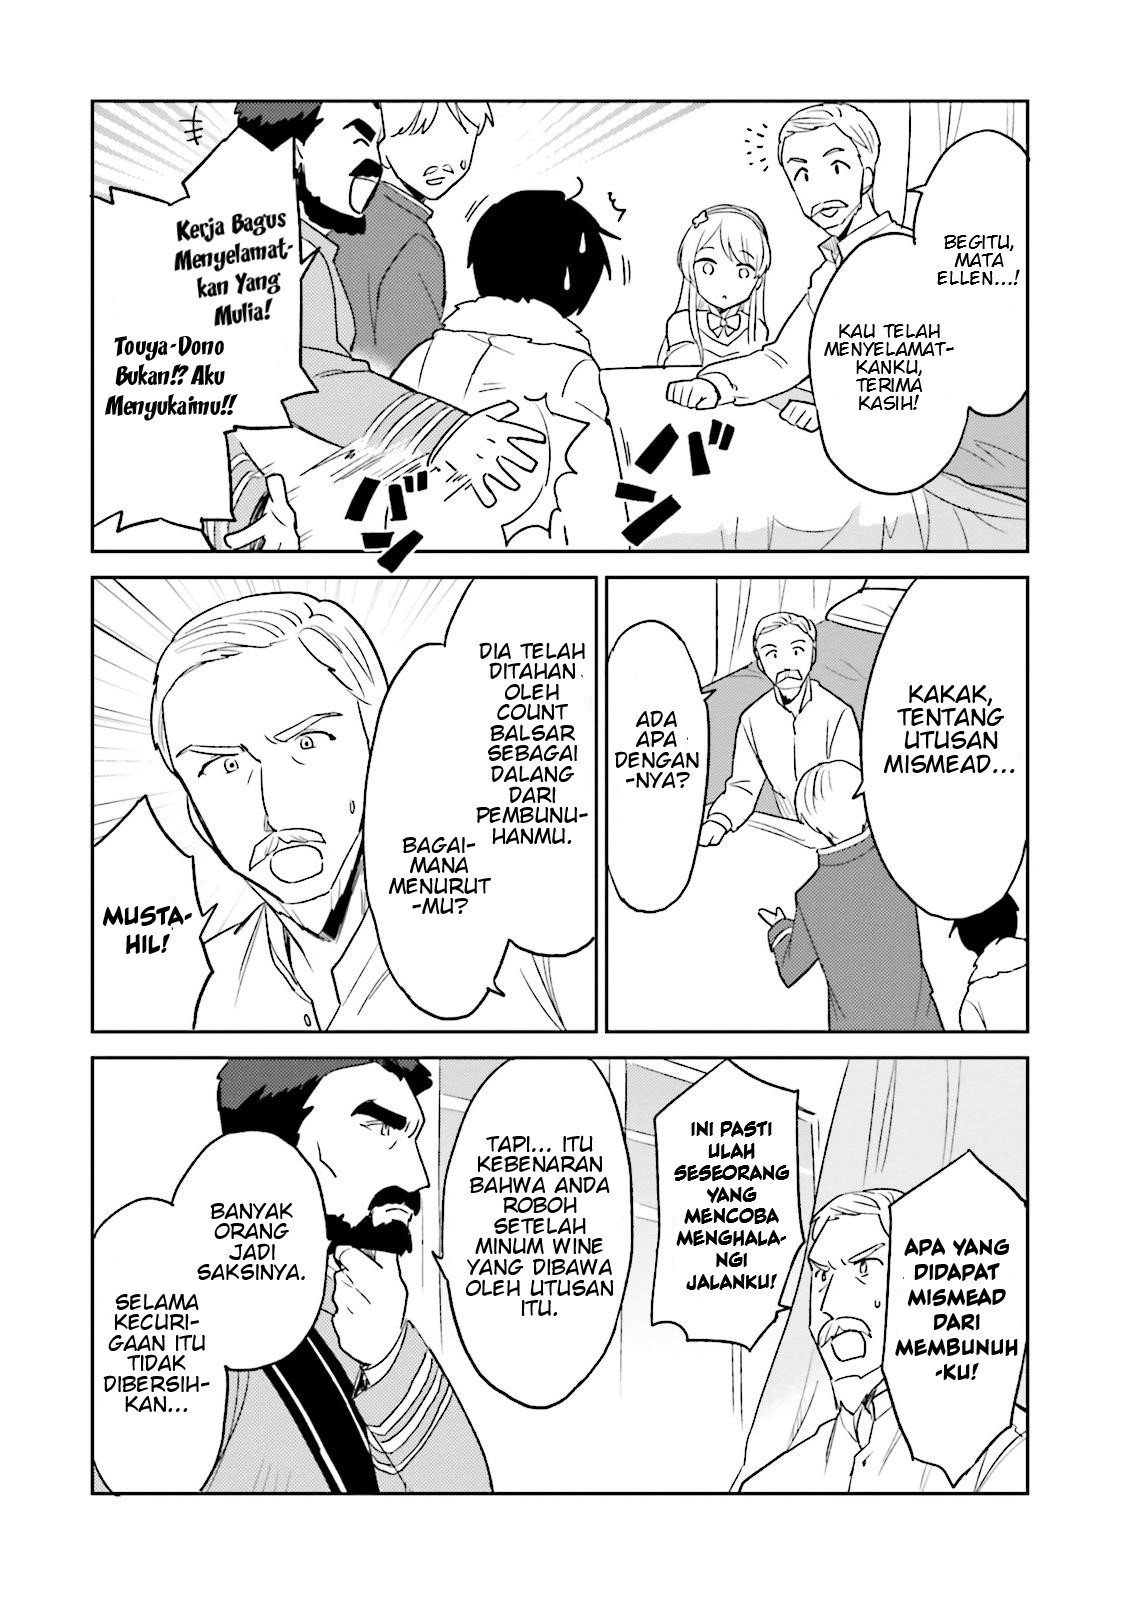 BEGITU,
MATA
ELLEN...!
KAU TELAH
MENYELAMAT-
KANKU,
TERIMA
KASIH!
Kerja Bagus
Menyelamat-
kan Yang
Mulia!
Touya-Dono
Bukan!? Aku
Menyukaimu!!
バ
バン
KAKAK,
TENTANG
UTUSAN
MISMEAD...
ADA
APA
DENGAN
-NYA?
DIA TELAH
DITAHAN
OLEH
COUNT
BALSAR
SEBAGAI
DALANG
DARI
PEMBUNU-
HANMU.
BAGAI-
MANA
MENURUT
-MU?
MUSTA-
HIL!
APA YANG
DIDAPAT
MISMEAD
DARI
MEMBUNUH
-KU!
INI PASTI
ULAH
SESEORANG
YANG
MENCOBA
MENGHALA-
NGI
JALANKU!
TAPI... ITU
KEBENARAN
BAHWA ANDA
ROBOH
SETELAH
MINUM WINE
YANG DIBAWA
OLEH UTUSAN
ITU.
BANYAK
ORANG
JADI
SAKSINYA.
SELAMA
KECURI-
GAAN ITU
TIDAK
DIBERSIH-
KAN...